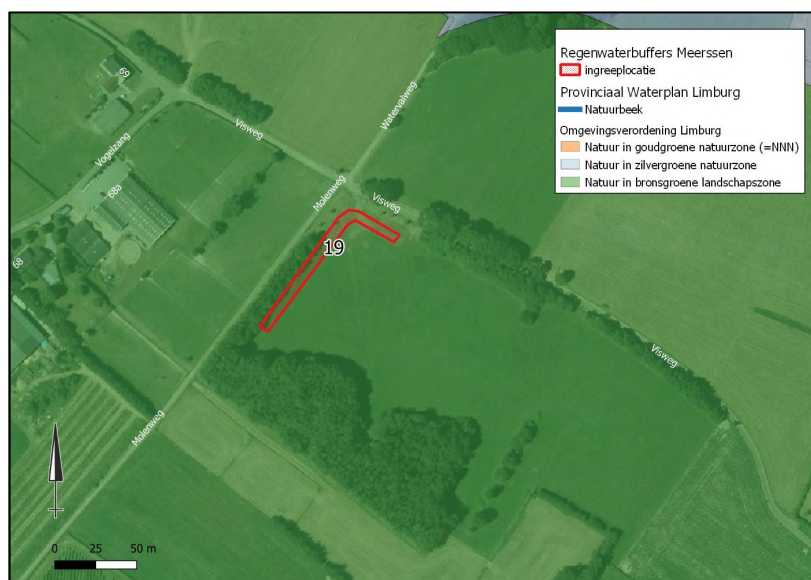 Regenwaterbuffers Meerssen
ingreeplocatie
Provinciaal Waterplan Limburg
Natuurbeek
Omgevingsverordening Limburg
Natuur in goudgroene natuurzone (=NNN)
Natuur in zilvergroene natuurzone
Natuur in bronsgroene landschapszone
69
Visweg
Watervalweg
Vogelzang
68a
Molenweg
Visweg
19
68
Visweg
Molenweg
0 25 50 m